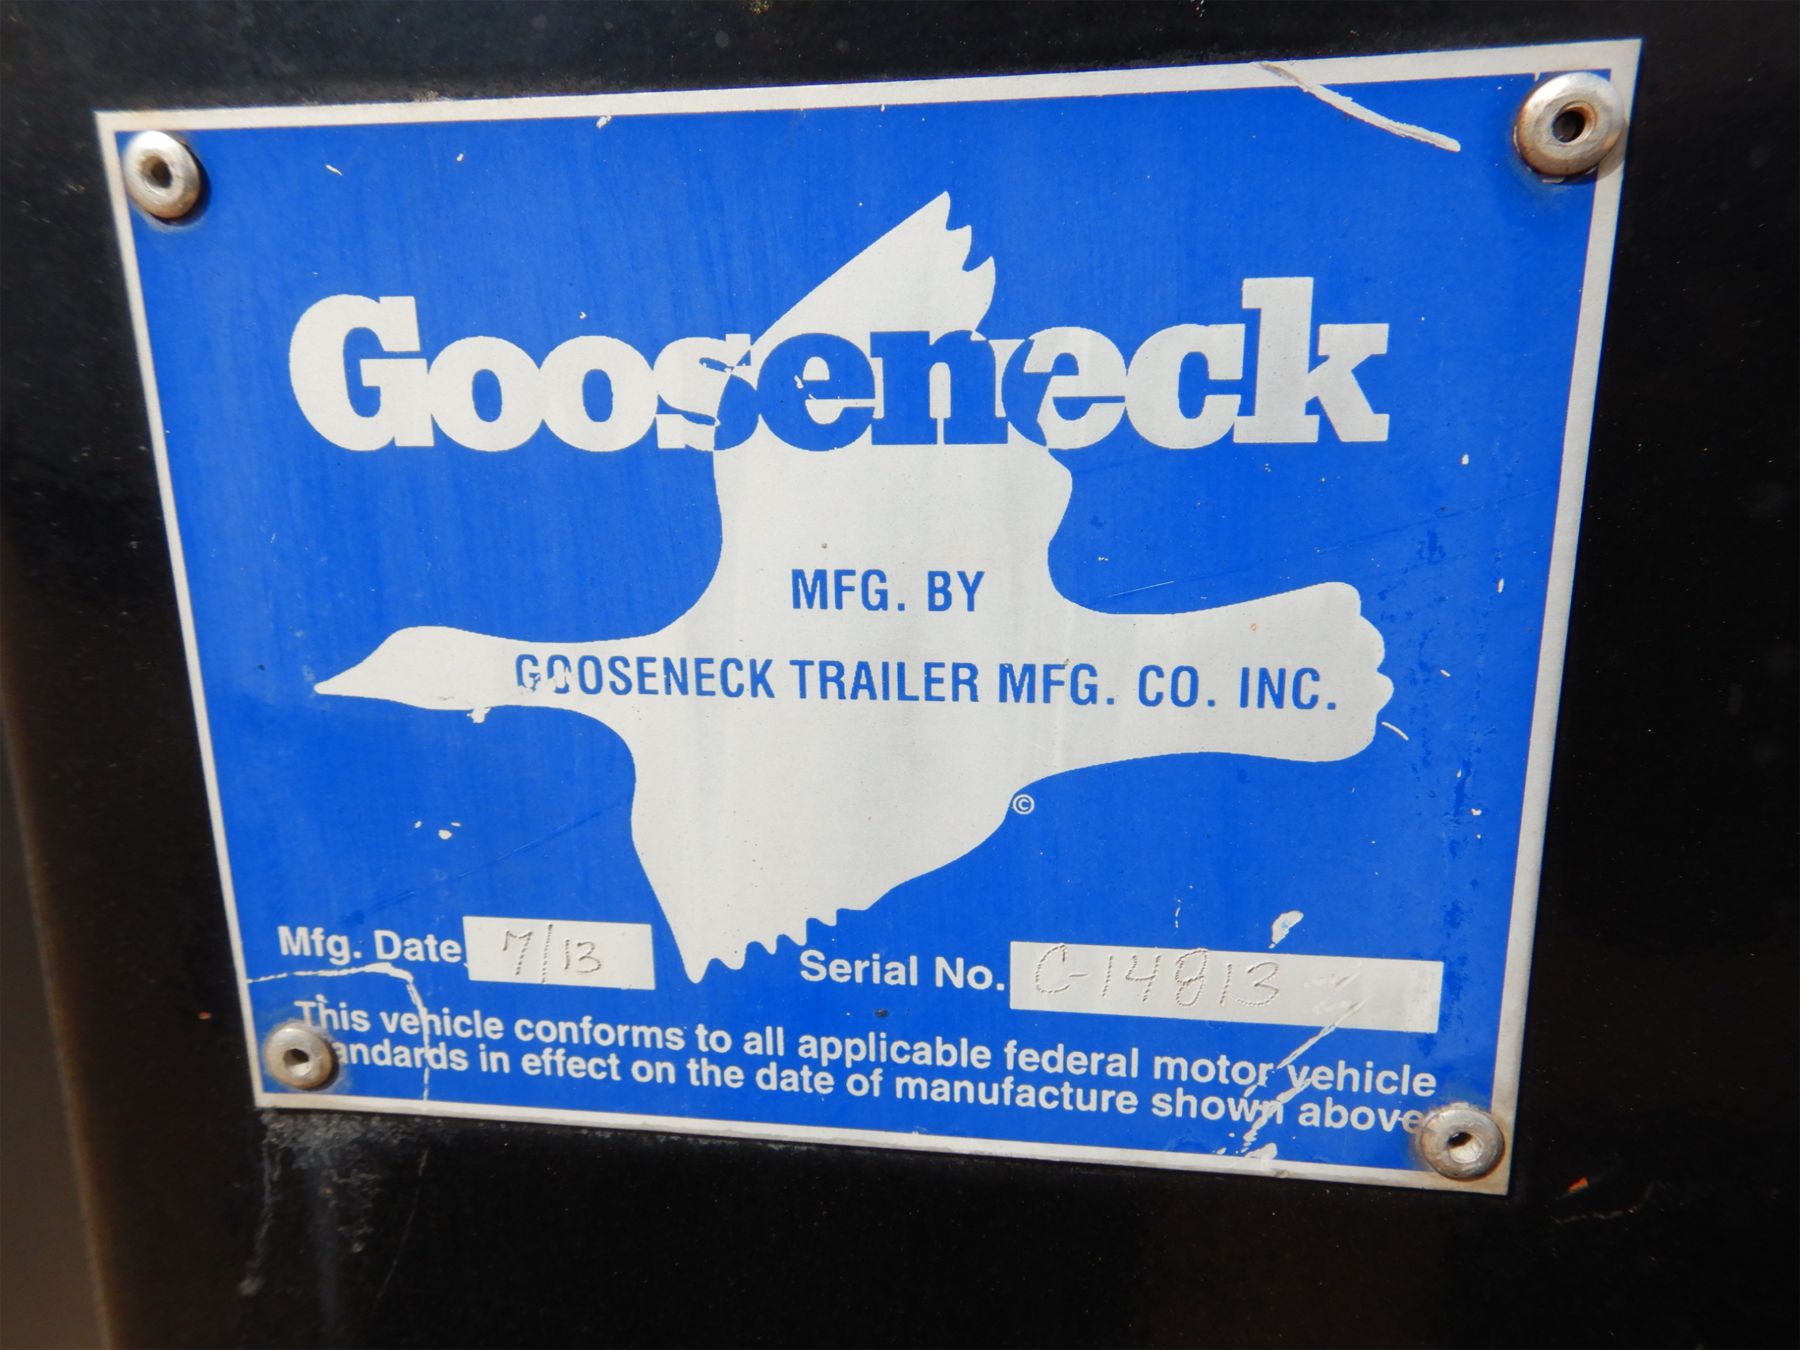 Gooseneck
MFG. BY
GOOSENECK TRAILER MFG. CO. INC.
©
Mfg. Date 7/13 Serial No. C-14813
This vehicle conforms to all applicable federal motor vehicle
standards in effect on the date of manufacture shown above